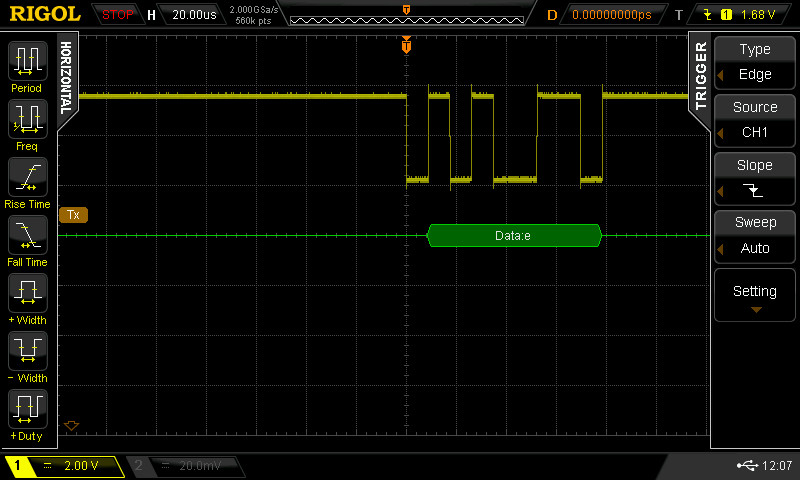 RIGOL STOP H 20.00us 2.000GSa/s D 0.00000000ps T 1 1.68 V
560k pts
HORIZONTAL
TRIGGER
Period
Freq
Rise Time
Fall Time
+Width
- Width
+Duty
T
Tx
Data:e
Type
Edge
Source
CH1
Slope
Sweep
Auto
Setting
1 2.00 V 2 20.0mV 12:07